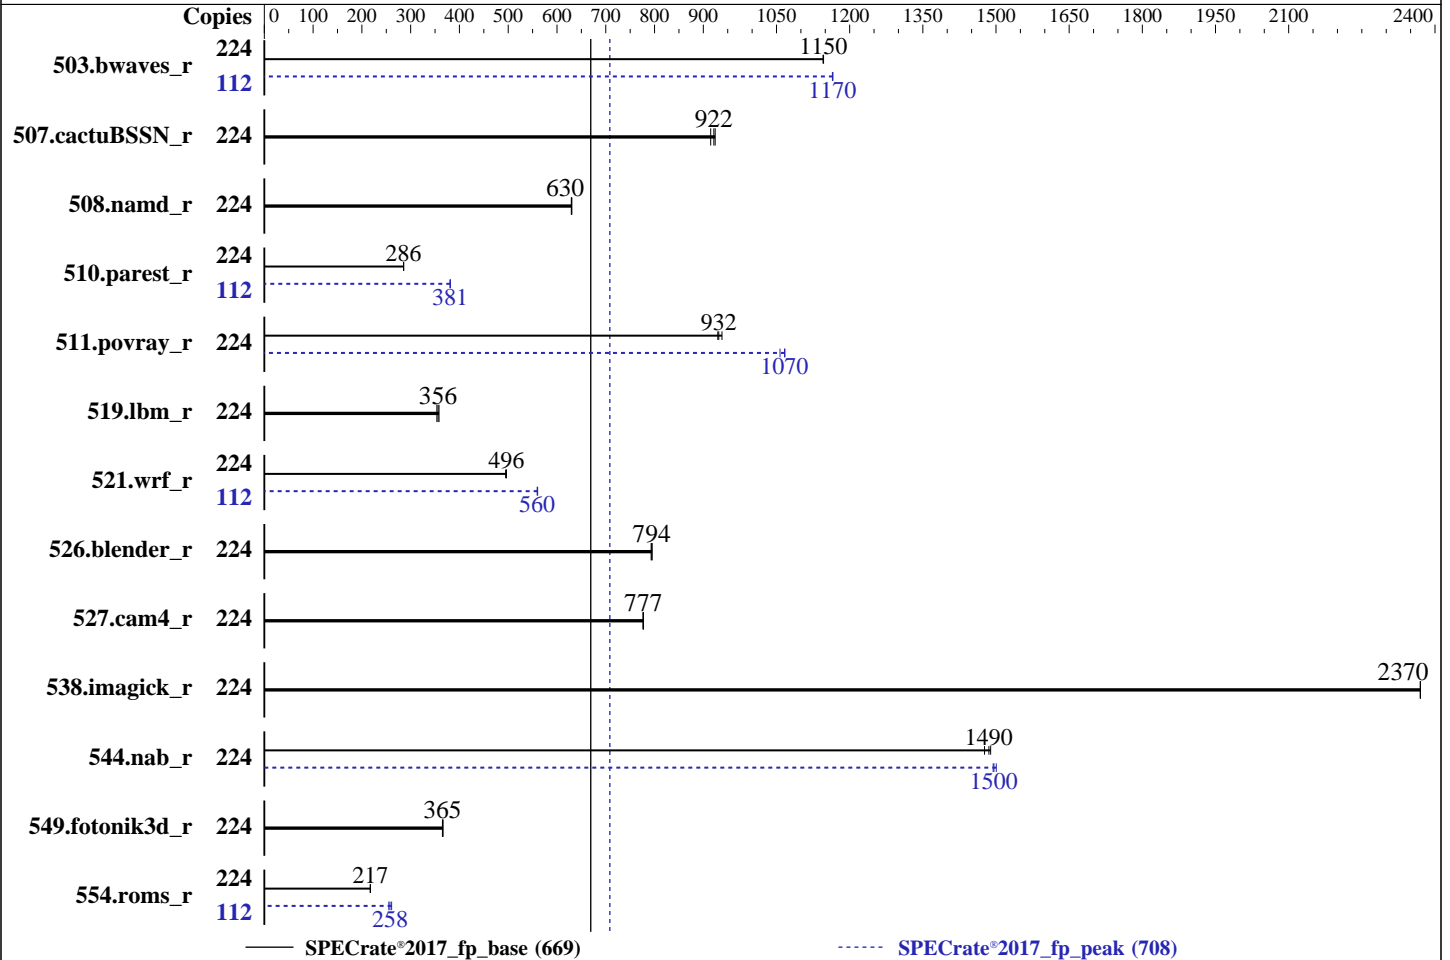 Copies 0 100 200 300 400 500 600 700 800 900 1050 1200 1350 1500 1650 1800 1950 2100 2400
503.bwaves_r 224 1150
112 1170
507.cactuBSSN_r 224 922
508.namd_r 224 630
510.parest_r 224 286
112 381
511.povray_r 224 932
1070
519.lbm_r 224 356
521.wrf_r 224 496
112 560
526.blender_r 224 794
527.cam4_r 224 777
538.imagick_r 224 2370
544.nab_r 224 1490
1500
549.fotonik3d_r 224 365
554.roms_r 224 217
112 258
SPECrate®2017_fp_base (669) SPECrate®2017_fp_peak (708)